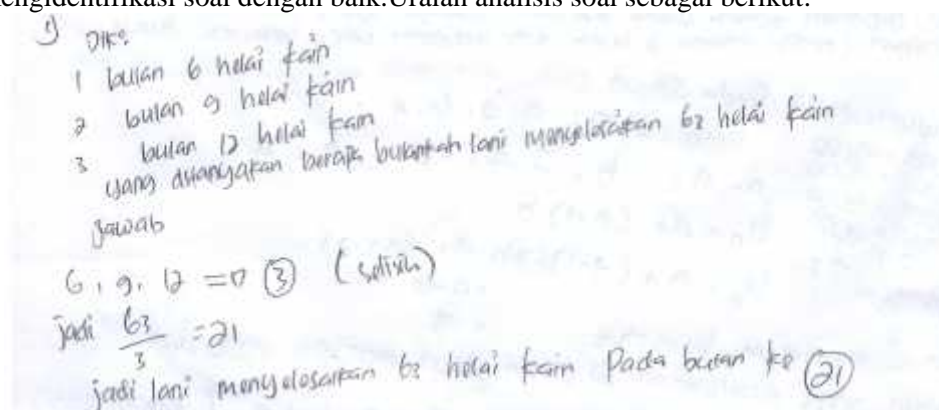 mengidentifikasi soal dengan baik.Uraian analisis soal sebagai berikut:
1) Dik:
1 bulan 6 helai kain
2 bulan 9 helai kain
3 bulan 12 helai kain
yang ditanyakan berapa bulankah lani menyelesaikan 63 helai kain
Jawab
6, 9, 12 => 3 (selisih)
jadi 63/3 = 21
jadi lani menyelesaikan 63 helai kain pada bulan ke 21